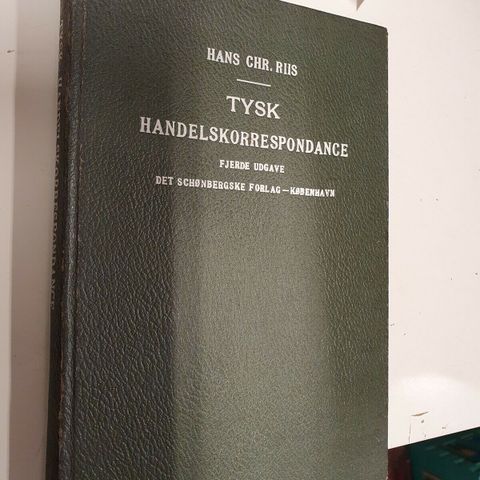 HANS CHR. RIIS
TYSK
HANDELSKORRESPONDANCE
FJERDE UDGAVE
DET SCHØNBERGSKE FORLAG — KØBENHAVN